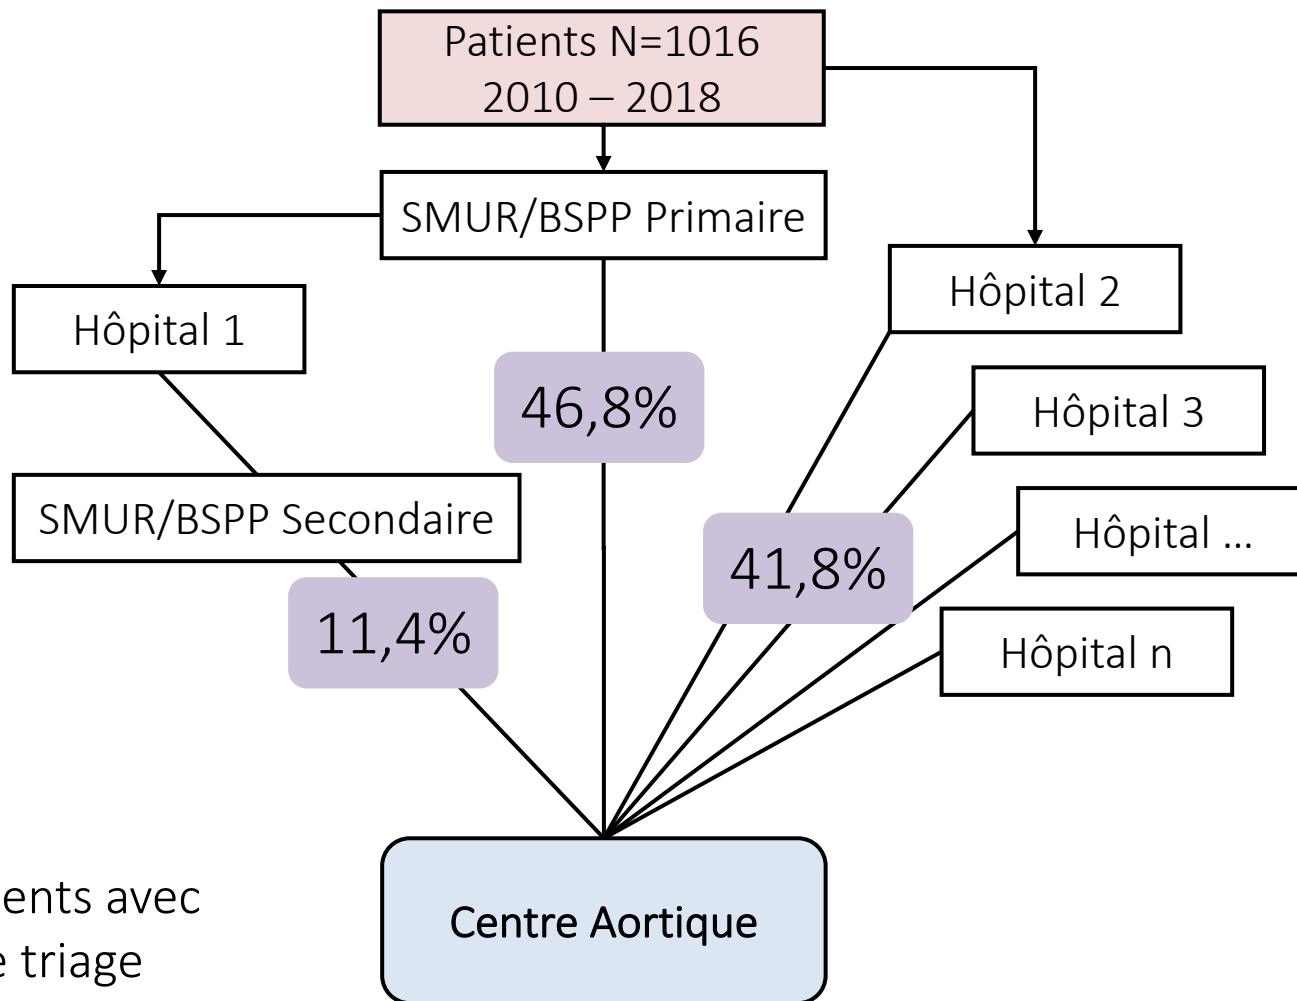 Patients N=1016
2010 – 2018
SMUR/BSPP Primaire
Hôpital 1
Hôpital 2
46,8%
Hôpital 3
SMUR/BSPP Secondaire
Hôpital ...
41,8%
11,4%
Hôpital n
Centre Aortique
ents avec
e triage